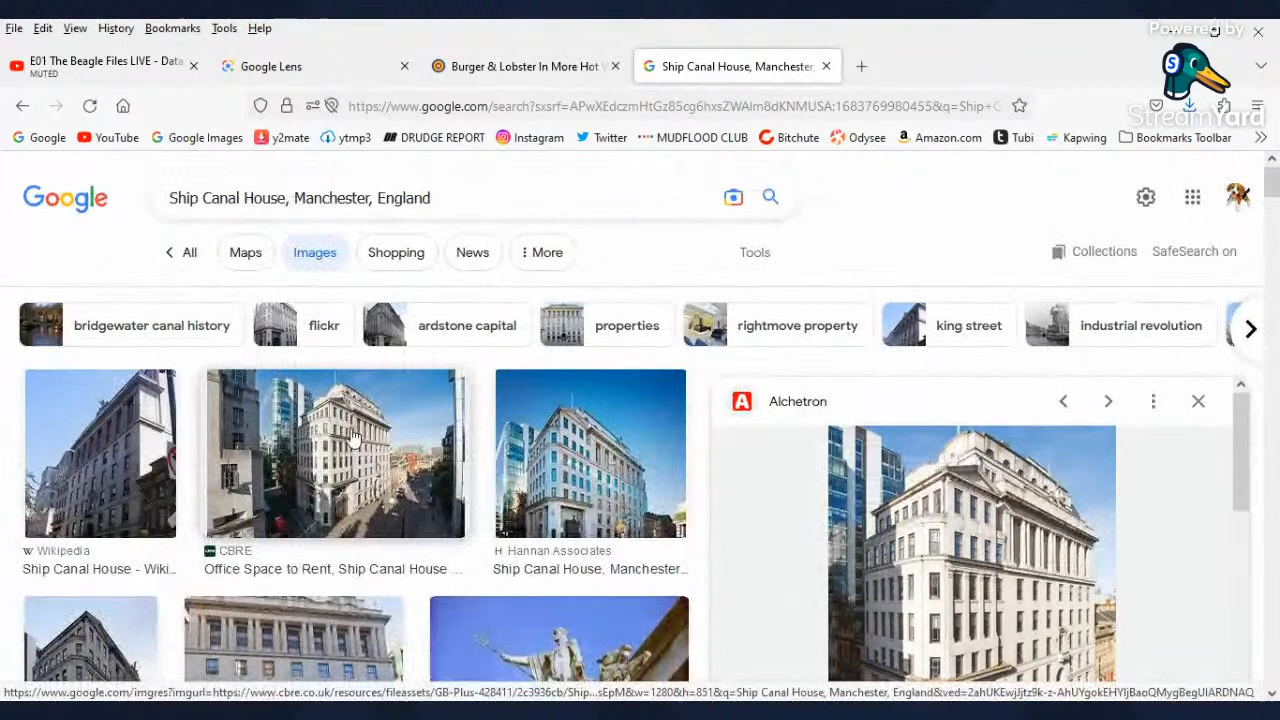 Powered by
StreamYard
File Edit View History Bookmarks Tools Help
E01 The Beagle Files LIVE - Data
MUTED
Google Lens
Burger & Lobster In More Hot W
Ship Canal House, Manchester,
https://www.google.com/search?sxsrf=APwXEdczmHtGz85cg6hxsZWAlm8dKNMUSA:1683769980455&q=Ship+C
Google YouTube Google Images y2mate ytmp3 DRUDGE REPORT Instagram Twitter MUDFLOOD CLUB Bitchute Odysee Amazon.com Tubi Kapwing Bookmarks Toolbar
Google
Ship Canal House, Manchester, England
All Maps Images Shopping News More Tools Collections SafeSearch on
bridgewater canal history flickr ardstone capital properties rightmove property king street industrial revolution
Alchetron
Wikipedia
Ship Canal House - Wiki...
CBRE
Office Space to Rent, Ship Canal House ...
Hannan Associates
Ship Canal House, Manchester...
https://www.google.com/imgres?imgurl=https://www.cbre.co.uk/resources/fileassets/GB-Plus-428411/2c3936cb/Ship...sEpM&w=1280&h=851&q=Ship Canal House, Manchester, England&ved=2ahUKEwjJjtz9k-z-AhUYgokEHYIjBaoQMygBegUIARDNAQ